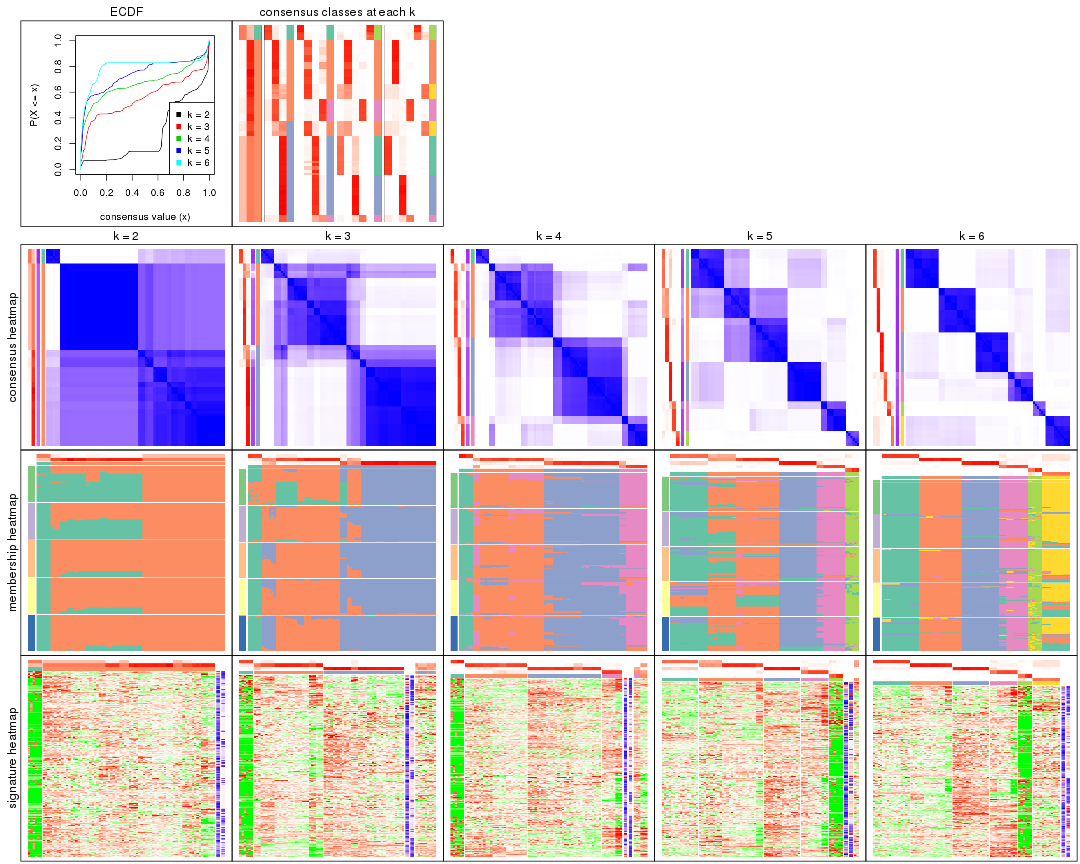 ECDF
consensus classes at each k
P(X <= x)
0.0 0.2 0.4 0.6 0.8 1.0
k = 2
k = 3
k = 4
k = 5
k = 6
0.0 0.2 0.4 0.6 0.8 1.0
consensus value (x)
k = 2
k = 3
k = 4
k = 5
k = 6
consensus heatmap
membership heatmap
signature heatmap